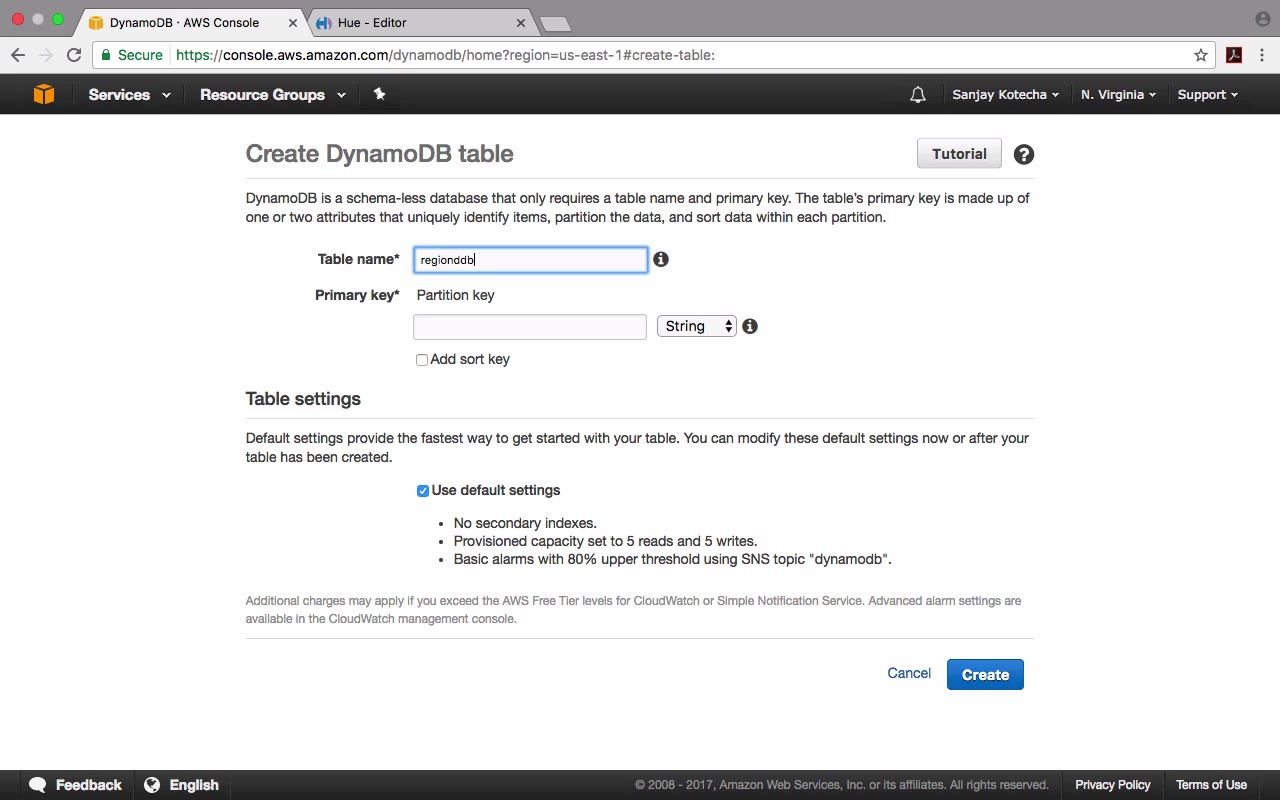 DynamoDB · AWS Console
Hue - Editor
Secure https://console.aws.amazon.com/dynamodb/home?region=us-east-1#create-table:
Services Resource Groups Sanjay Kotecha N. Virginia Support
Create DynamoDB table
Tutorial
DynamoDB is a schema-less database that only requires a table name and primary key. The table's primary key is made up of
one or two attributes that uniquely identify items, partition the data, and sort data within each partition.
Table name* regionddb
Primary key* Partition key
String
Add sort key
Table settings
Default settings provide the fastest way to get started with your table. You can modify these default settings now or after your
table has been created.
Use default settings
• No secondary indexes.
• Provisioned capacity set to 5 reads and 5 writes.
• Basic alarms with 80% upper threshold using SNS topic "dynamodb".
Additional charges may apply if you exceed the AWS Free Tier levels for CloudWatch or Simple Notification Service. Advanced alarm settings are
available in the CloudWatch management console.
Cancel Create
Feedback English © 2008 - 2017, Amazon Web Services, Inc. or its affiliates. All rights reserved. Privacy Policy Terms of Use